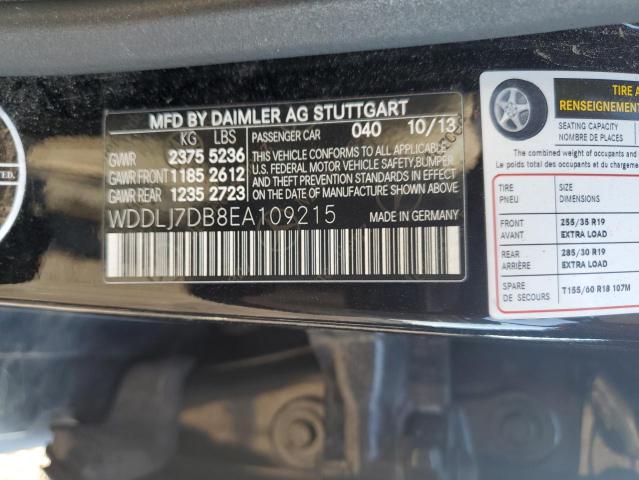 MFD BY DAIMLER AG STUTTGART
KG LBS PASSENGER CAR 040 10/13
GVWR 2375 5236
GAWR FRONT 1185 2612
GAWR REAR 1235 2723
THIS VEHICLE CONFORMS TO ALL APPLICABLE
U.S. FEDERAL MOTOR VEHICLE SAFETY, BUMPER
AND THEFT PREVENTION STANDARDS IN EFFECT
ON THE DATE OF MANUFACTURE SHOWN ABOVE.
WDDLJ7DB8EA109215
TED.
TIRE A
RENSEIGNEMENT
SEATING CAPACITY
NOMBRE DE PLACES
The combined weight of occupants and
Le poids total des occupants et du
TIRE SIZE
PNEU DIMENSIONS
FRONT 255/35 R19
AVANT EXTRA LOAD
REAR 285/30 R19
ARRIÈRE EXTRA LOAD
SPARE T155/60 R18 107M
DE SECOURS